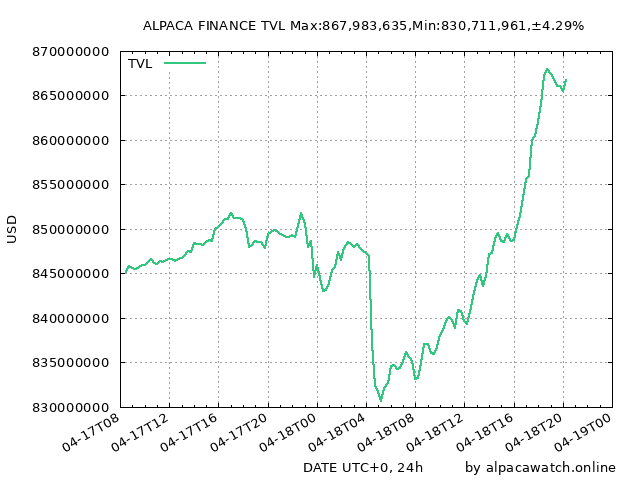 ALPACA FINANCE TVL Max:867,983,635,Min:830,711,961,±4.29%
870000000
TVL
865000000
860000000
855000000
850000000
845000000
840000000
835000000
830000000
USD
04-17T08
04-17T12
04-17T16
04-17T20
04-18T00
04-18T04
04-18T08
04-18T12
04-18T16
04-18T20
04-19T00
DATE UTC+0, 24h
by alpacawatch.online